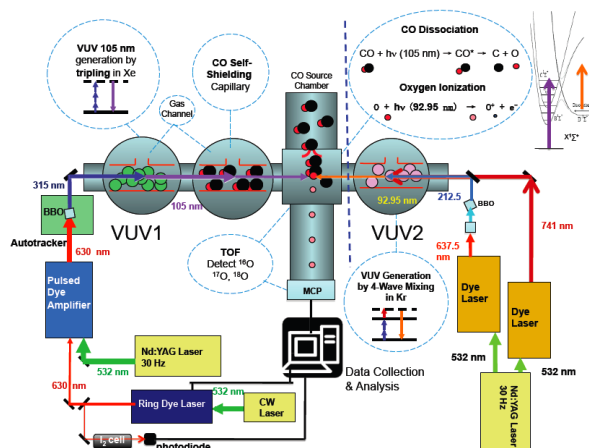 VUV 105 nm
generation by
tripling in Xe
CO Self-
Shielding
Capillary
Gas
Channel
CO Source
Chamber
CO Dissociation
CO + hν (105 nm) → CO* → C + O
Oxygen Ionization
O + hν (92.95 nm) → O⁺ + e⁻
X¹Σ⁺
315 nm
BBO
Autotracker
630 nm
VUV1
105 nm
92.95 nm
VUV2
212.5
BBO
637.5
nm
741 nm
TOF
Detect ¹⁶O
¹⁷O, ¹⁸O
MCP
VUV Generation
by 4-Wave Mixing
in Kr
Pulsed
Dye
Amplifier
Dye
Laser
Dye
Laser
Nd:YAG Laser
30 Hz
532 nm
630 nm
Ring Dye Laser
532 nm
CW
Laser
Data Collection
& Analysis
532 nm
532 nm
Nd:YAG Laser
30 Hz
I₂ cell
photodiode